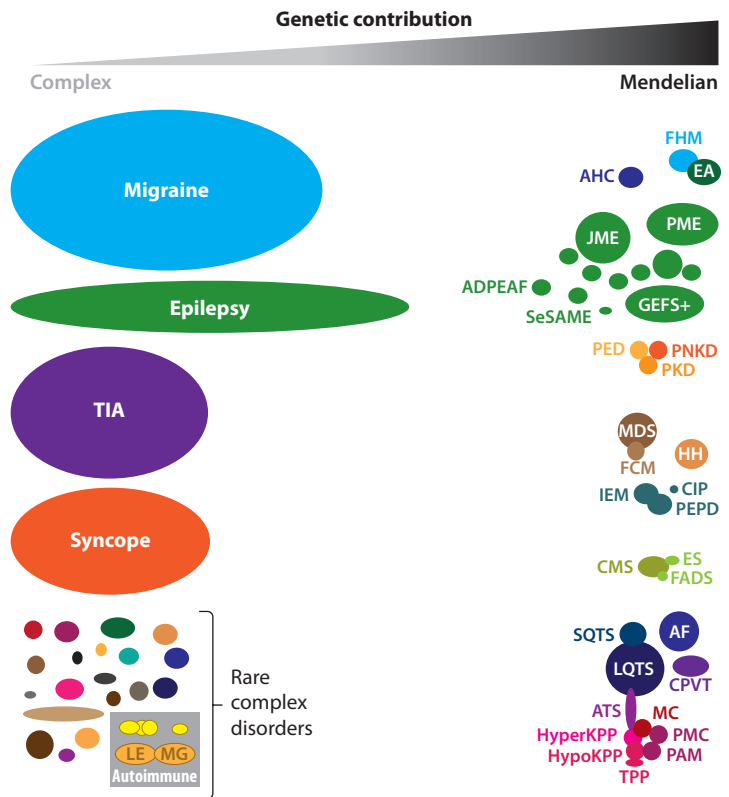 Genetic contribution
Complex
Mendelian
FHM
EA
AHC
Migraine
JME
PME
ADPEAF
SeSAME
GEFS+
Epilepsy
PED
PNKD
PKD
TIA
MDS
FCM
HH
IEM
CIP
PEPD
Syncope
CMS
ES
FADS
SQTS
AF
LQTS
CPVT
ATS
MC
HyperKPP
PMC
HypoKPP
PAM
TPP
Rare
complex
disorders
LE
MG
Autoimmune